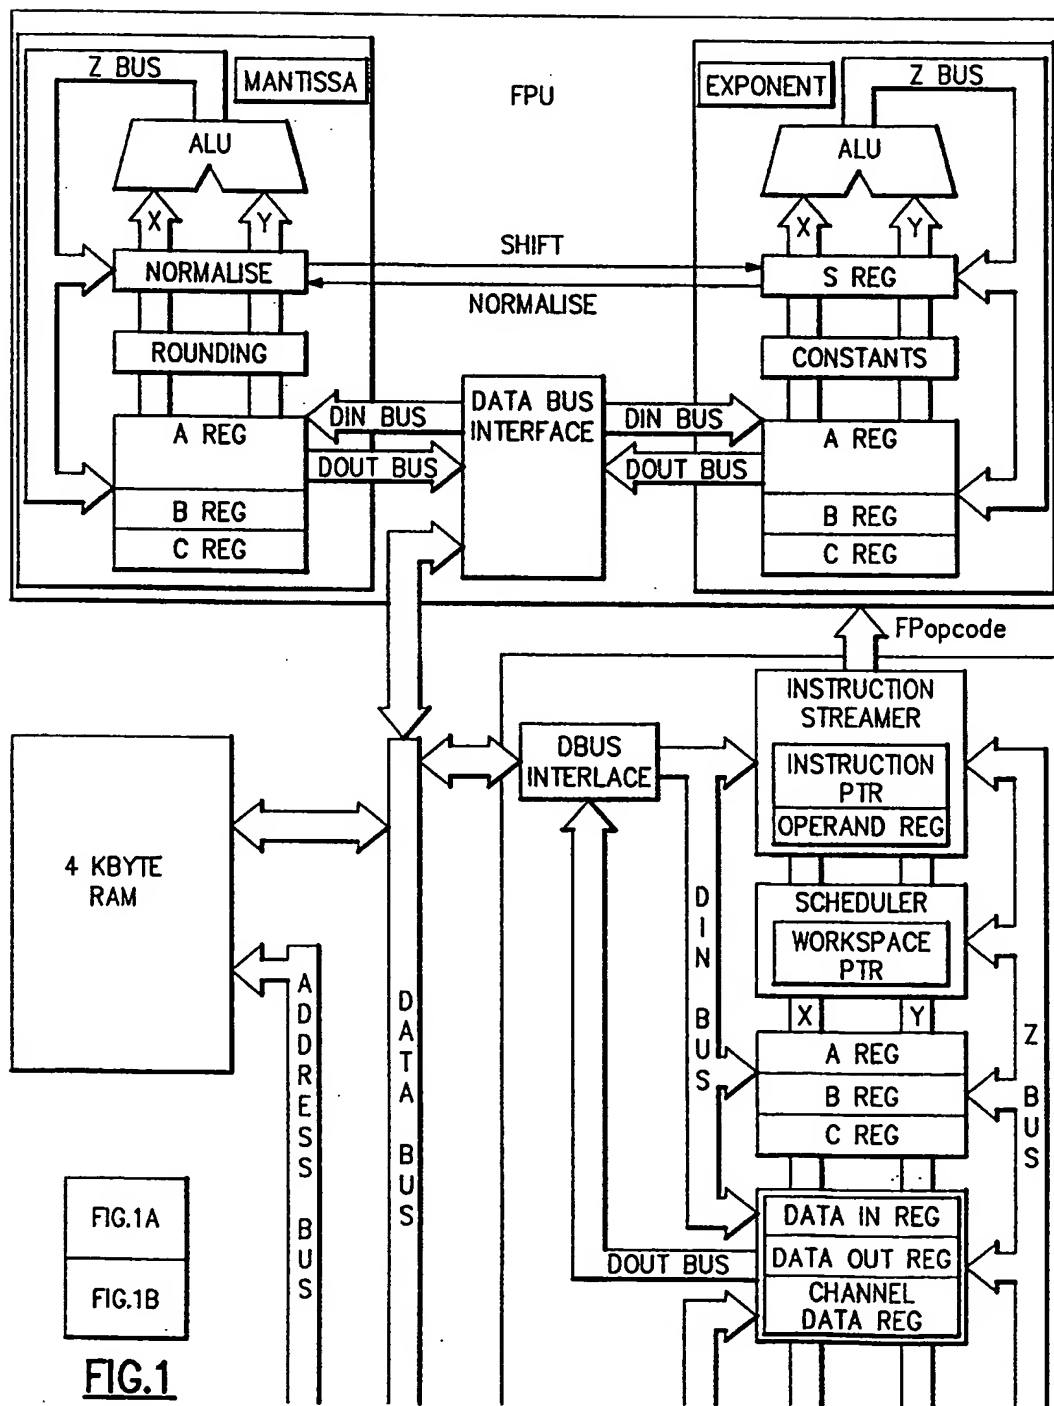 Z BUS
MANTISSA
FPU
EXPONENT
Z BUS
ALU
ALU
X
Y
X
Y
NORMALISE
SHIFT
NORMALISE
S REG
ROUNDING
CONSTANTS
A REG
DIN BUS
DOUT BUS
DATA BUS
INTERFACE
DIN BUS
DOUT BUS
A REG
B REG
C REG
B REG
C REG
FPopcode
INSTRUCTION
STREAMER
INSTRUCTION
PTR
OPERAND REG
DBUS
INTERLACE
4 KBYTE
RAM
SCHEDULER
WORKSPACE
PTR
DIN BUS
X
Y
Z BUS
ADDRESS BUS
DATA BUS
A REG
B REG
C REG
DATA IN REG
DATA OUT REG
CHANNEL
DATA REG
DOUT BUS
FIG.1A
FIG.1B
FIG.1